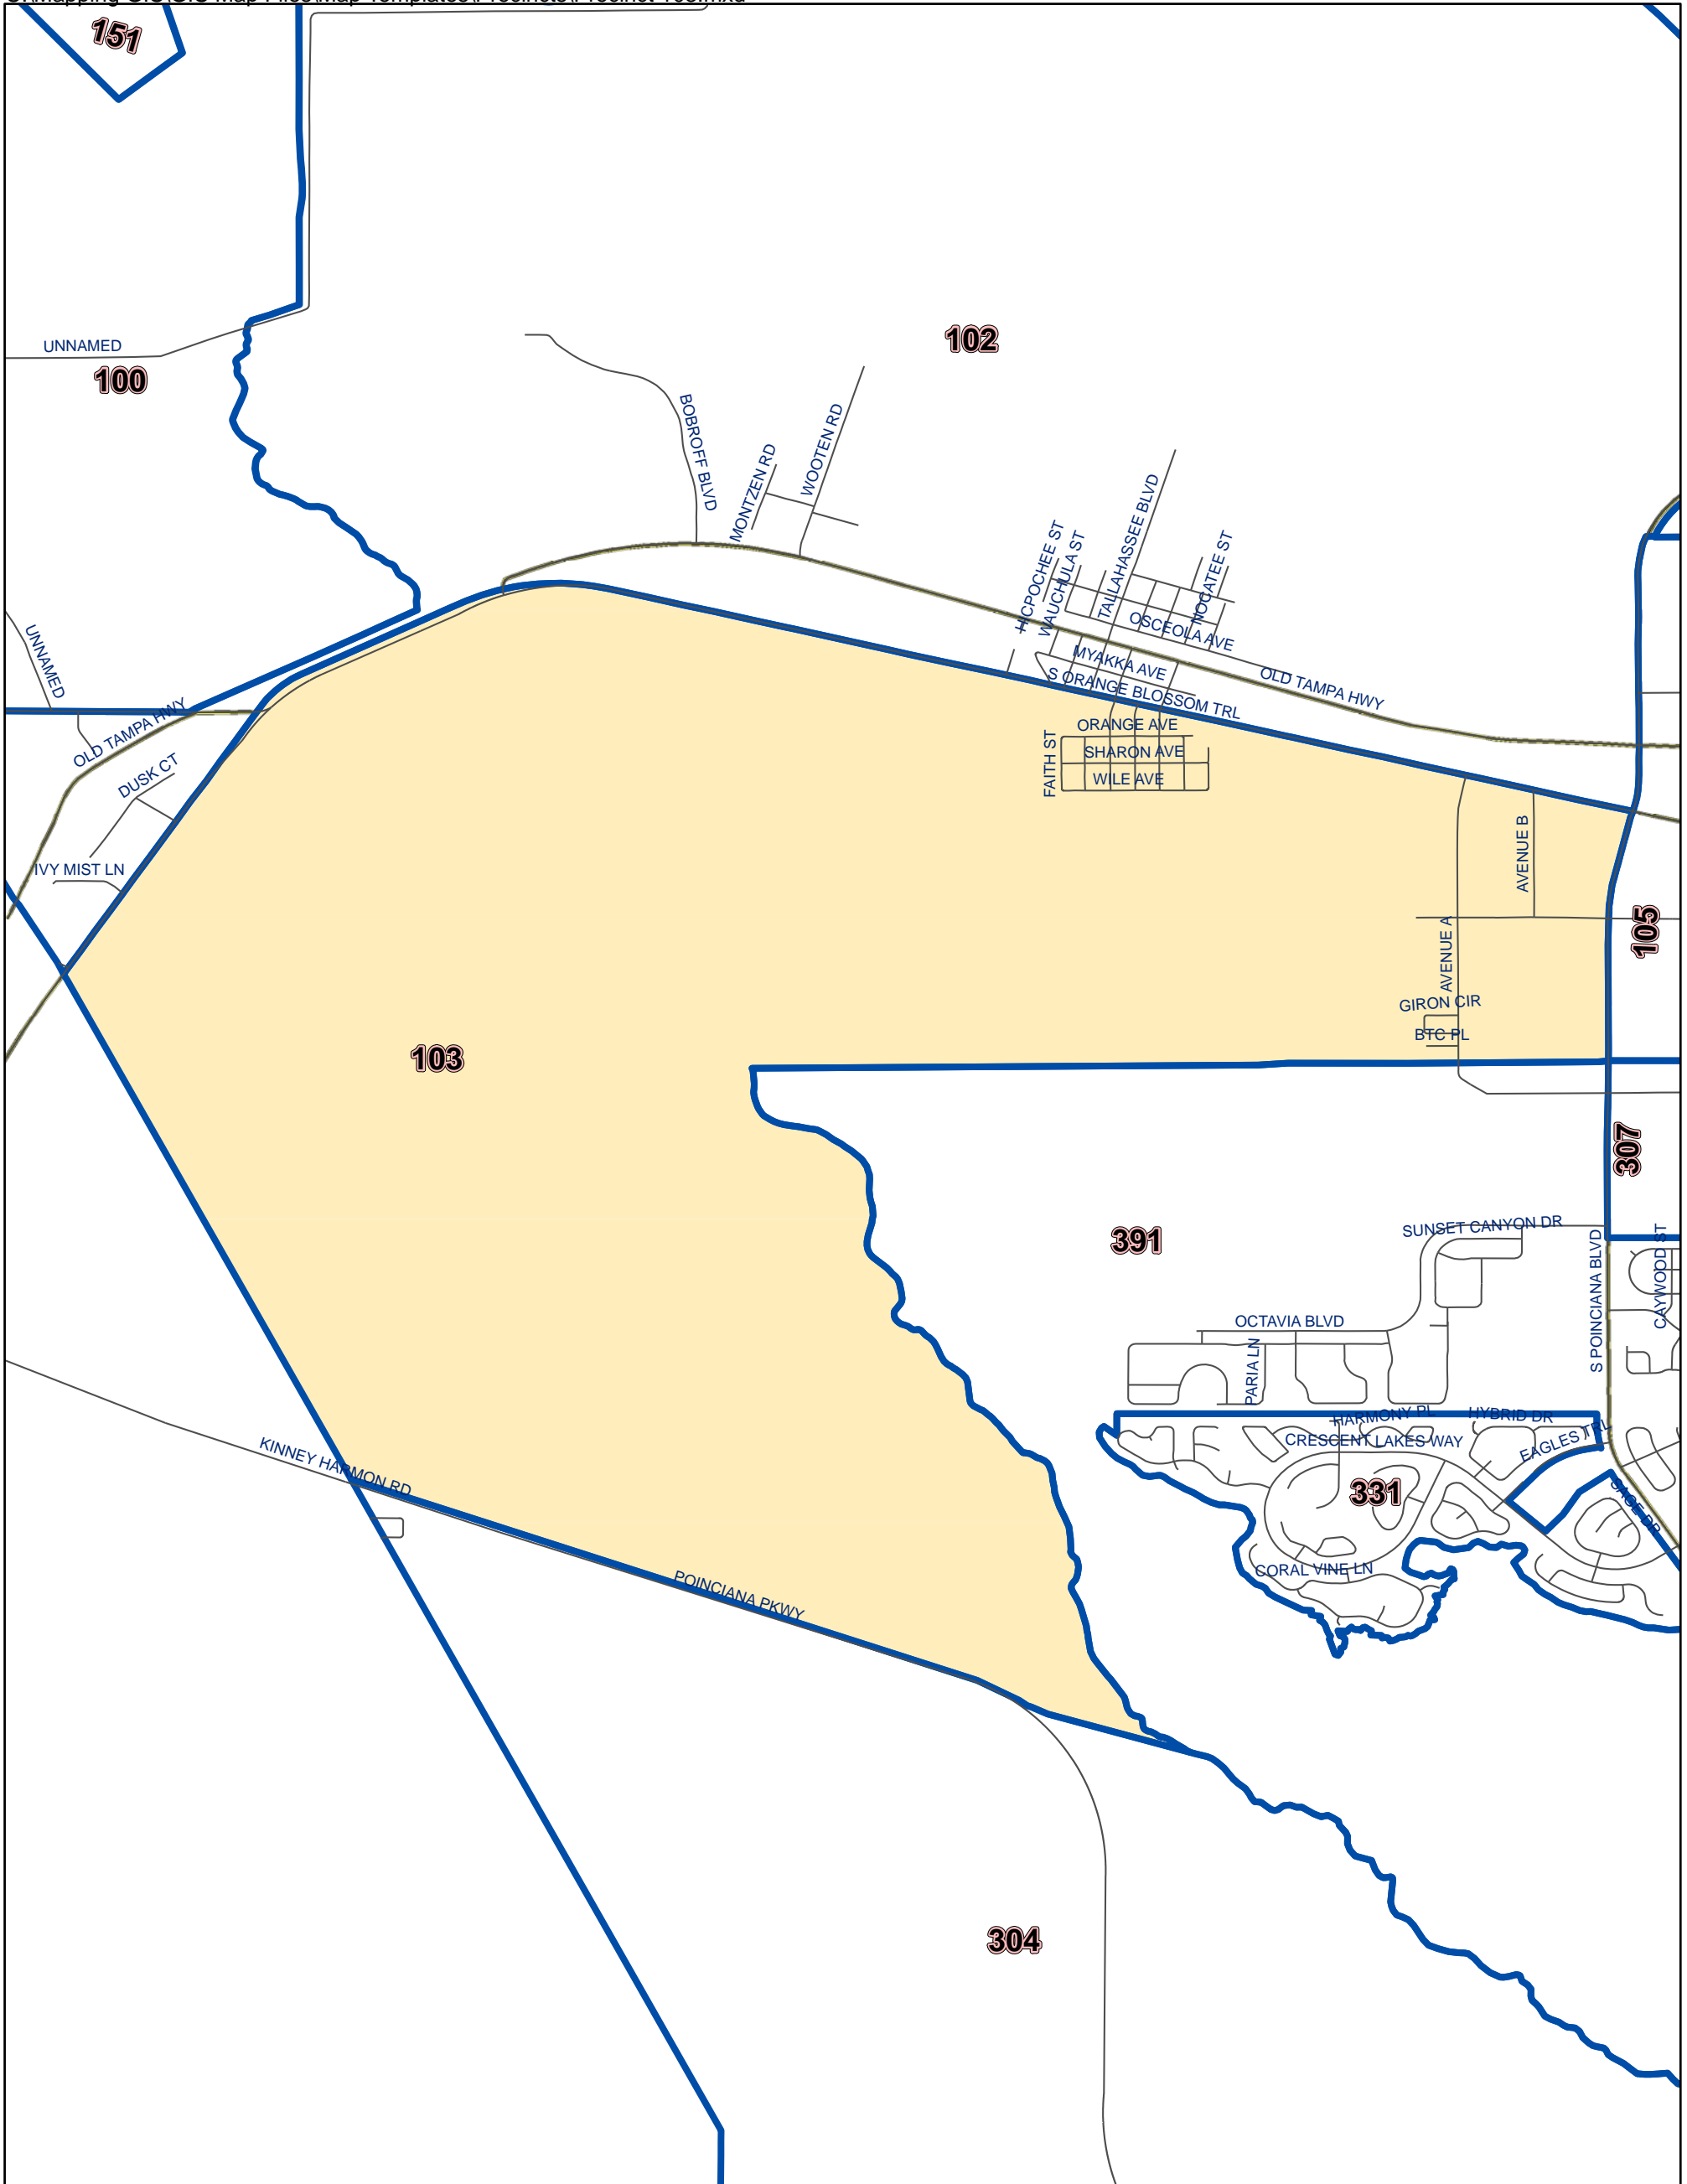 151
102
UNNAMED
100
BOBROFF BLVD
MONTZEN RD
WOOTEN RD
HICPOCHEE ST
WAUCHULA ST
TALLAHASSEE BLVD
NOCATEE ST
OSCEOLA AVE
MYAKKA AVE
S ORANGE BLOSSOM TRL
OLD TAMPA HWY
UNNAMED
OLD TAMPA HWY
DUSK CT
IVY MIST LN
FAITH ST
ORANGE AVE
SHARON AVE
WILE AVE
AVENUE B
AVENUE A
105
GIRON CIR
BTC PL
103
307
391
SUNSET CANYON DR
S POINCIANA BLVD
CAYWOOD ST
OCTAVIA BLVD
PARIA LN
HARMONY PL
HYBRID DR
CRESCENT LAKES WAY
EAGLES TRL
331
SAGE DR
CORAL VINE LN
KINNEY HARMON RD
POINCIANA PKWY
304